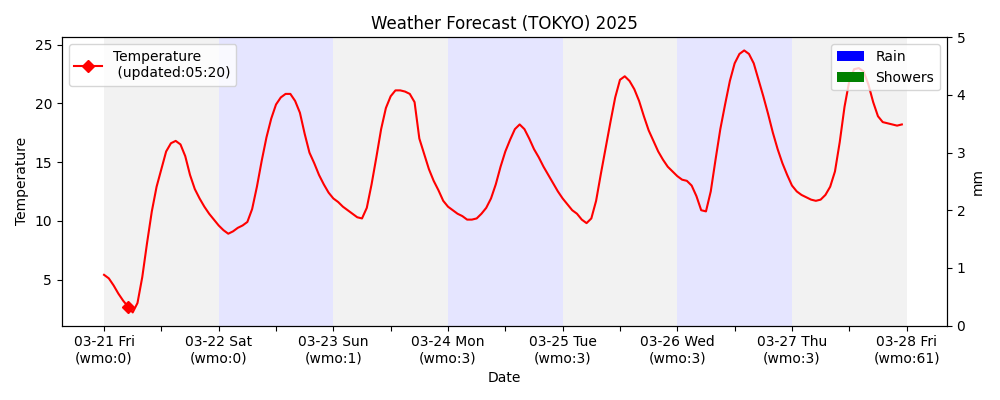 Weather Forecast (TOKYO) 2025
Temperature
(updated:05:20)
Rain
Showers
25
20
15
10
5
Temperature
5
4
3
2
1
0
mm
03-21 Fri
(wmo:0)
03-22 Sat
(wmo:0)
03-23 Sun
(wmo:1)
03-24 Mon
(wmo:3)
03-25 Tue
(wmo:3)
03-26 Wed
(wmo:3)
03-27 Thu
(wmo:3)
03-28 Fri
(wmo:61)
Date